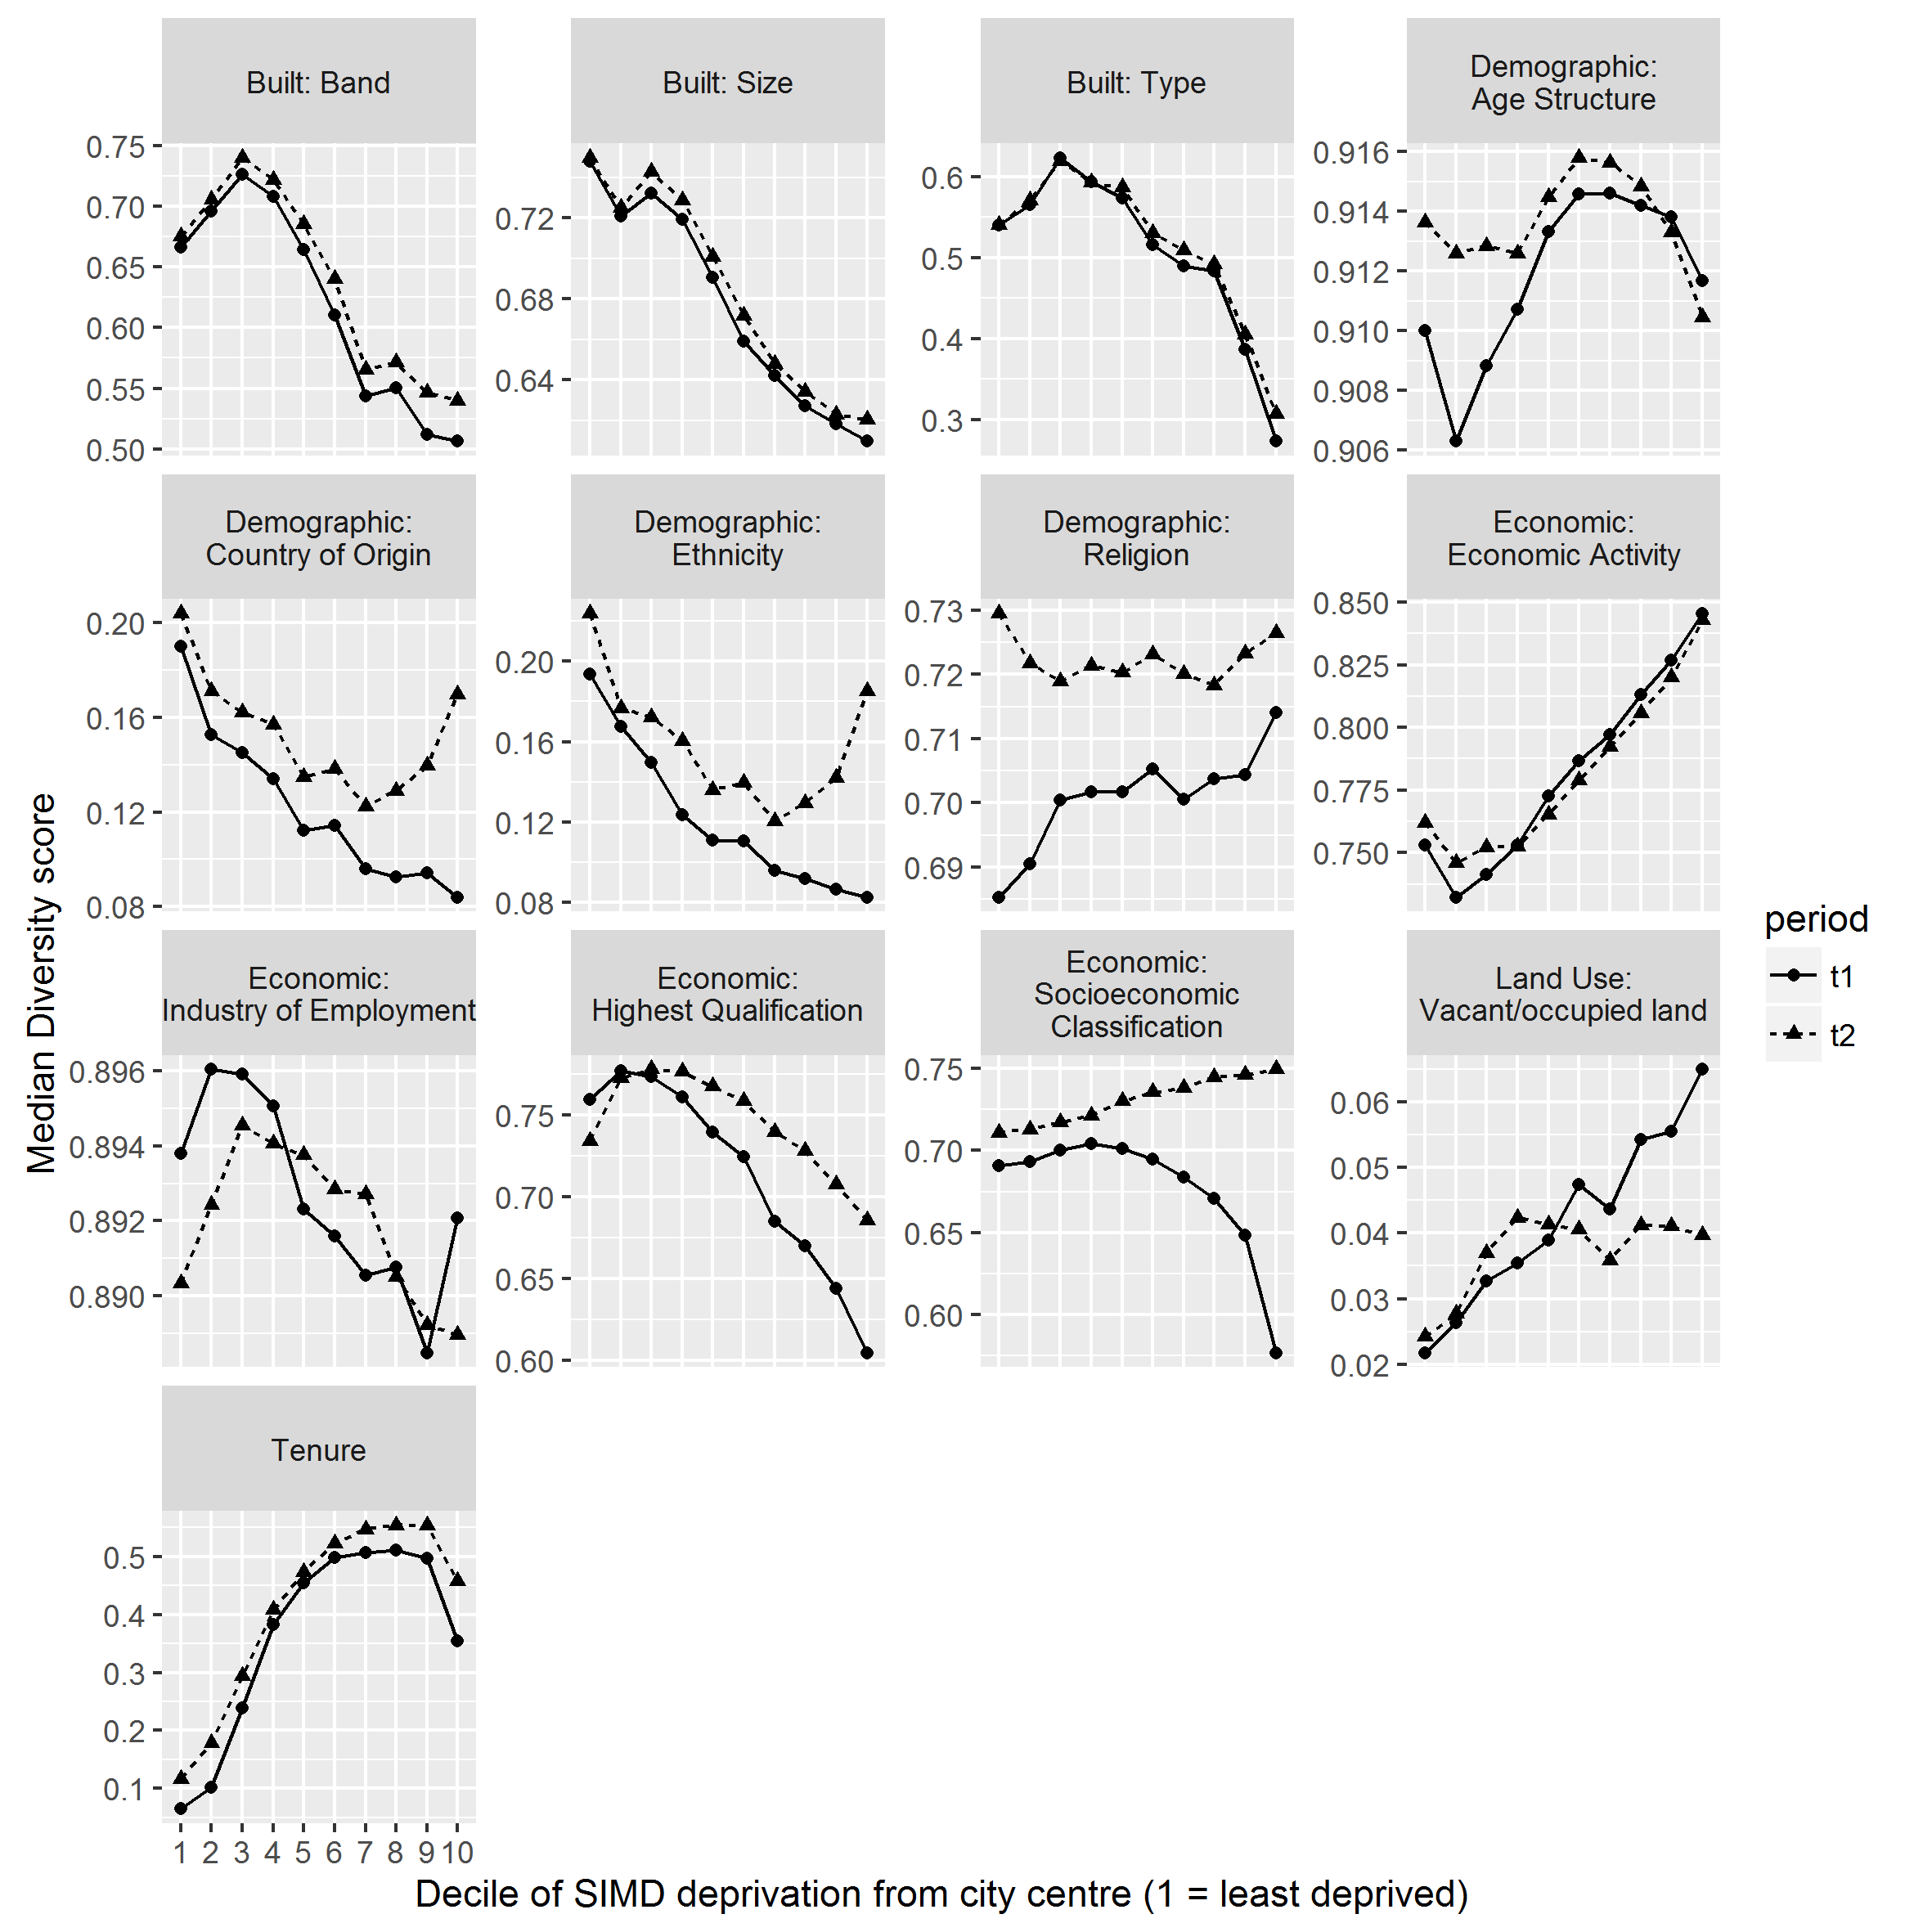 Built: Band
Built: Size
Built: Type
Demographic:
Age Structure
0.75
0.70
0.65
0.60
0.55
0.50
0.72
0.68
0.64
0.6
0.5
0.4
0.3
0.916
0.914
0.912
0.910
0.908
0.906
Demographic:
Country of Origin
Demographic:
Ethnicity
Demographic:
Religion
Economic:
Economic Activity
0.20
0.16
0.12
0.08
0.20
0.16
0.12
0.08
0.73
0.72
0.71
0.70
0.69
0.850
0.825
0.800
0.775
0.750
Economic:
Industry of Employment
Economic:
Highest Qualification
Economic:
Socioeconomic
Classification
Land Use:
Vacant/occupied land
0.896
0.894
0.892
0.890
0.75
0.70
0.65
0.60
0.75
0.70
0.65
0.60
0.06
0.05
0.04
0.03
0.02
Tenure
0.5
0.4
0.3
0.2
0.1
1 2 3 4 5 6 7 8 9 10
Decile of SIMD deprivation from city centre (1 = least deprived)
Median Diversity score
period
t1
t2